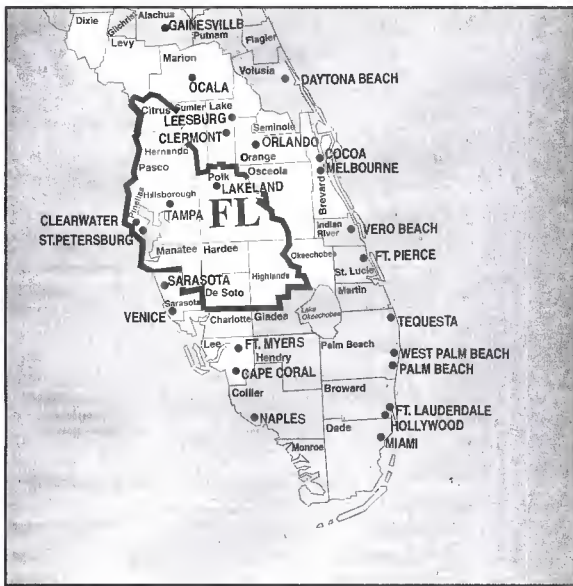 Dixie
Gilchrist
Alachua
GAINESVILLE
Putnam
Flagler
Levy
Marion
Volusia
OCALA
DAYTONA BEACH
Citrus
Sumter
Lake
LEESBURG
CLERMONT
Seminole
ORLANDO
Hernando
Orange
COCOA
Pasco
Polk
Osceola
MELBOURNE
LAKELAND
Brevard
Pinellas
Hillsborough
TAMPA
FL
CLEARWATER
ST.PETERSBURG
Indian
River
VERO BEACH
Manatee
Hardee
Okeechobee
FT. PIERCE
St. Lucie
SARASOTA
Highlands
De Soto
Sarasota
Martin
VENICE
Charlotte
Glades
Lake
Okeechobee
TEQUESTA
Lee
FT. MYERS
Hendry
Palm Beach
WEST PALM BEACH
CAPE CORAL
PALM BEACH
Collier
Broward
NAPLES
FT. LAUDERDALE
Dade
HOLLYWOOD
Monroe
MIAMI